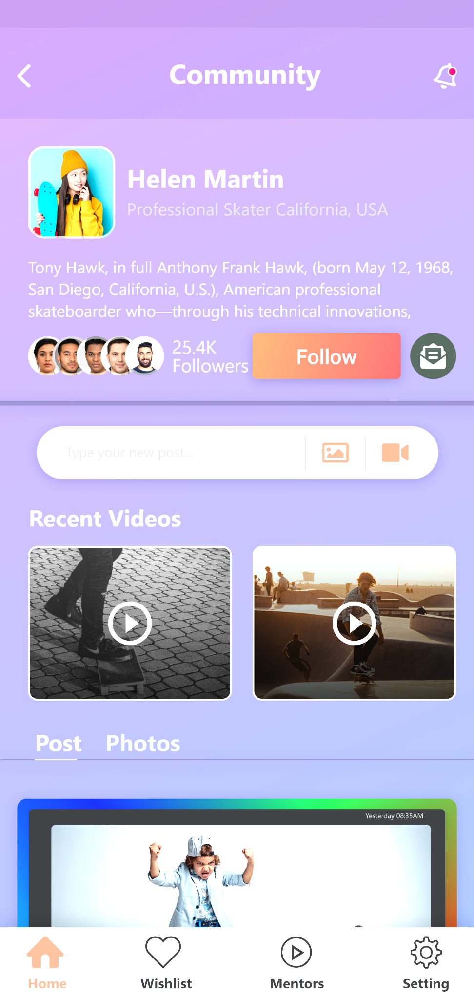 Community
Helen Martin
Professional Skater California, USA
Tony Hawk, in full Anthony Frank Hawk, (born May 12, 1968,
San Diego, California, U.S.), American professional
skateboarder who—through his technical innovations,
25.4K
Followers
Follow
Type your new post...
Recent Videos
Post Photos
Yesterday 08:35AM
Home Wishlist Mentors Setting